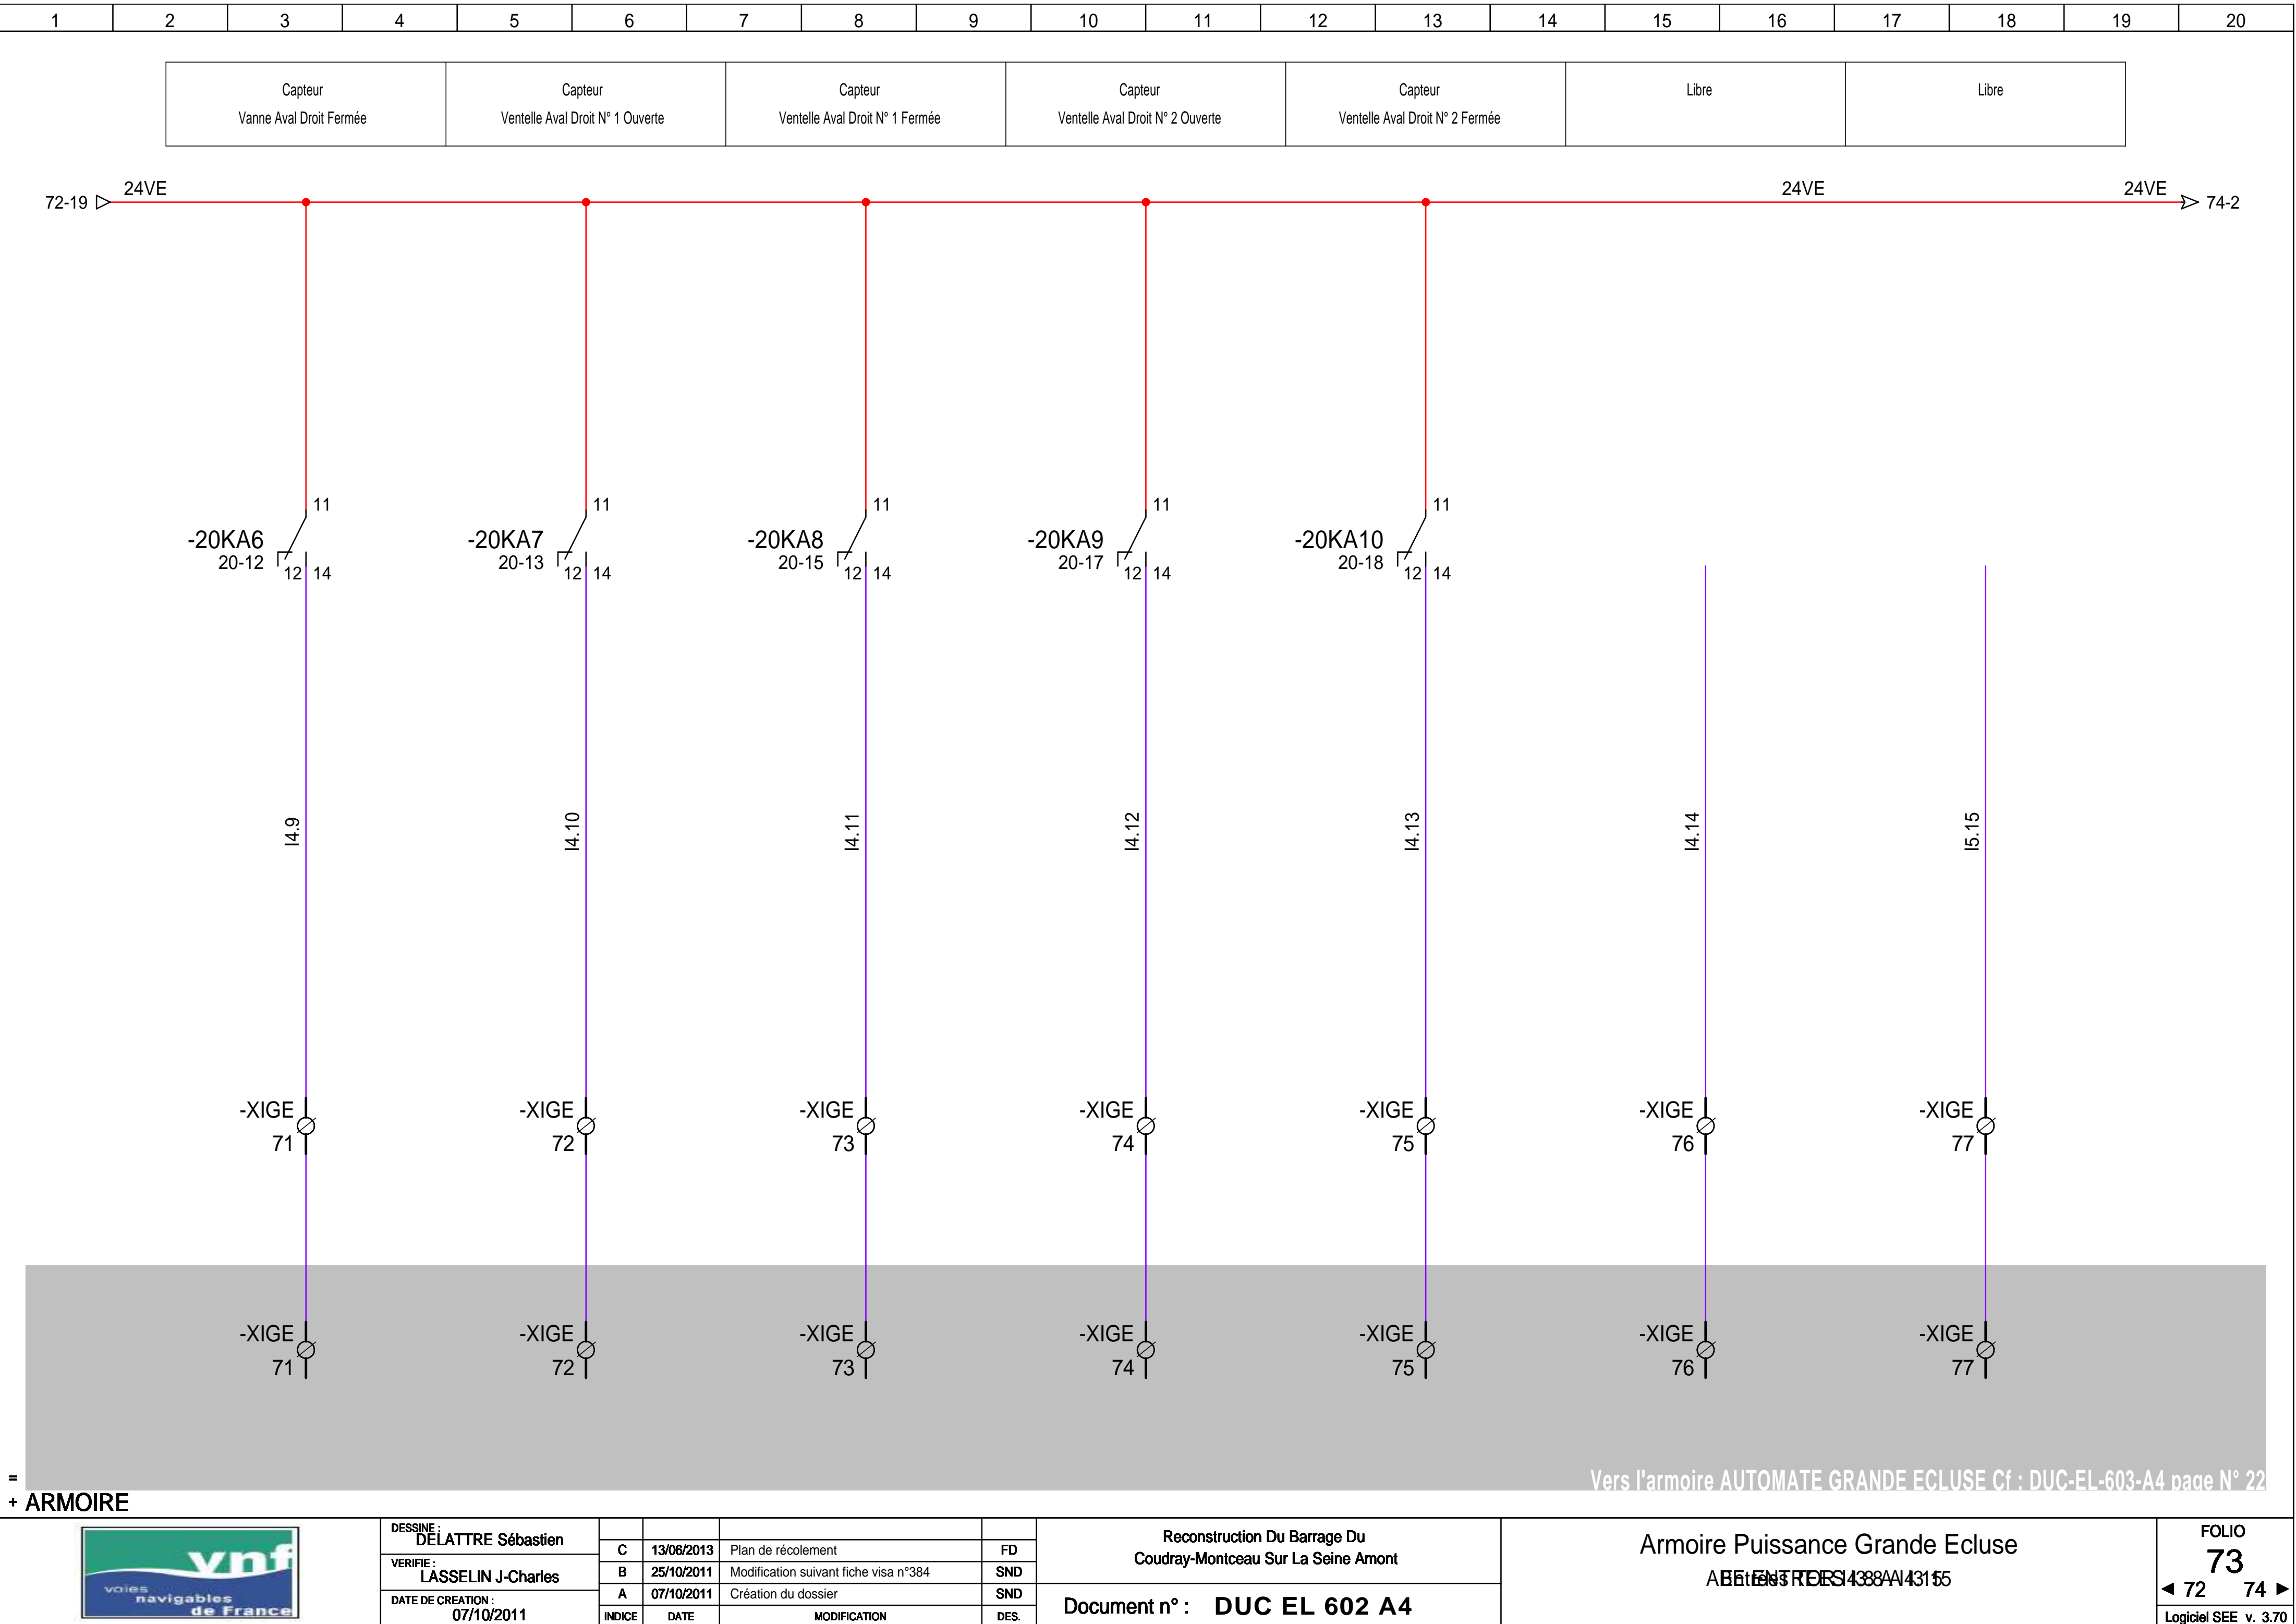 1 2 3 4 5 6 7 8 9 10 11 12 13 14 15 16 17 18 19 20
Capteur Capteur Capteur Capteur Capteur Libre Libre
Vanne Aval Droit Fermée Ventelle Aval Droit N° 1 Ouverte Ventelle Aval Droit N° 1 Fermée Ventelle Aval Droit N° 2 Ouverte Ventelle Aval Droit N° 2 Fermée
24VE 24VE 24VE
72-19 74-2
11 11 11 11 11
-20KA6 -20KA7 -20KA8 -20KA9 -20KA10
20-12 20-13 20-15 20-17 20-18
12 14 12 14 12 14 12 14 12 14
I4.9 I4.10 I4.11 I4.12 I4.13 I4.14 I5.15
-XIGE -XIGE -XIGE -XIGE -XIGE -XIGE -XIGE
71 72 73 74 75 76 77
-XIGE -XIGE -XIGE -XIGE -XIGE -XIGE -XIGE
71 72 73 74 75 76 77
Vers l'armoire AUTOMATE GRANDE ECLUSE Cf : DUC-EL-603-A4 page N° 22
=
+ ARMOIRE
vnf
voies
navigables
de France
DESSINE :
DELATTRE Sébastien
VERIFIE :
LASSELIN J-Charles
DATE DE CREATION :
07/10/2011
C 13/06/2013 Plan de récolement FD
B 25/10/2011 Modification suivant fiche visa n°384 SND
A 07/10/2011 Création du dossier SND
INDICE DATE MODIFICATION DES.
Reconstruction Du Barrage Du
Coudray-Montceau Sur La Seine Amont
Document n° : DUC EL 602 A4
Armoire Puissance Grande Ecluse
FOLIO
73
◄ 72 74 ►
Logiciel SEE v. 3.70